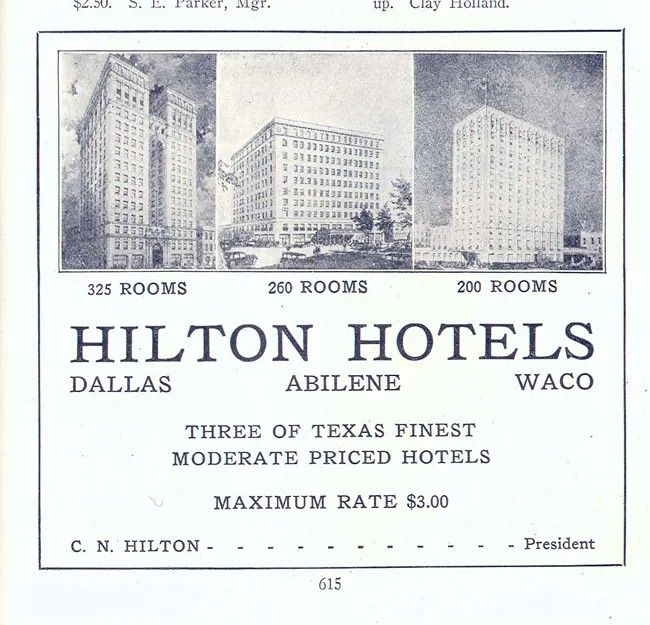 $2.50. S. E. Parker, Mgr. up. Clay Holland.
325 ROOMS 260 ROOMS 200 ROOMS
HILTON HOTELS
DALLAS ABILENE WACO
THREE OF TEXAS FINEST
MODERATE PRICED HOTELS
MAXIMUM RATE $3.00
C. N. HILTON - - - - - - - - - - - President
615